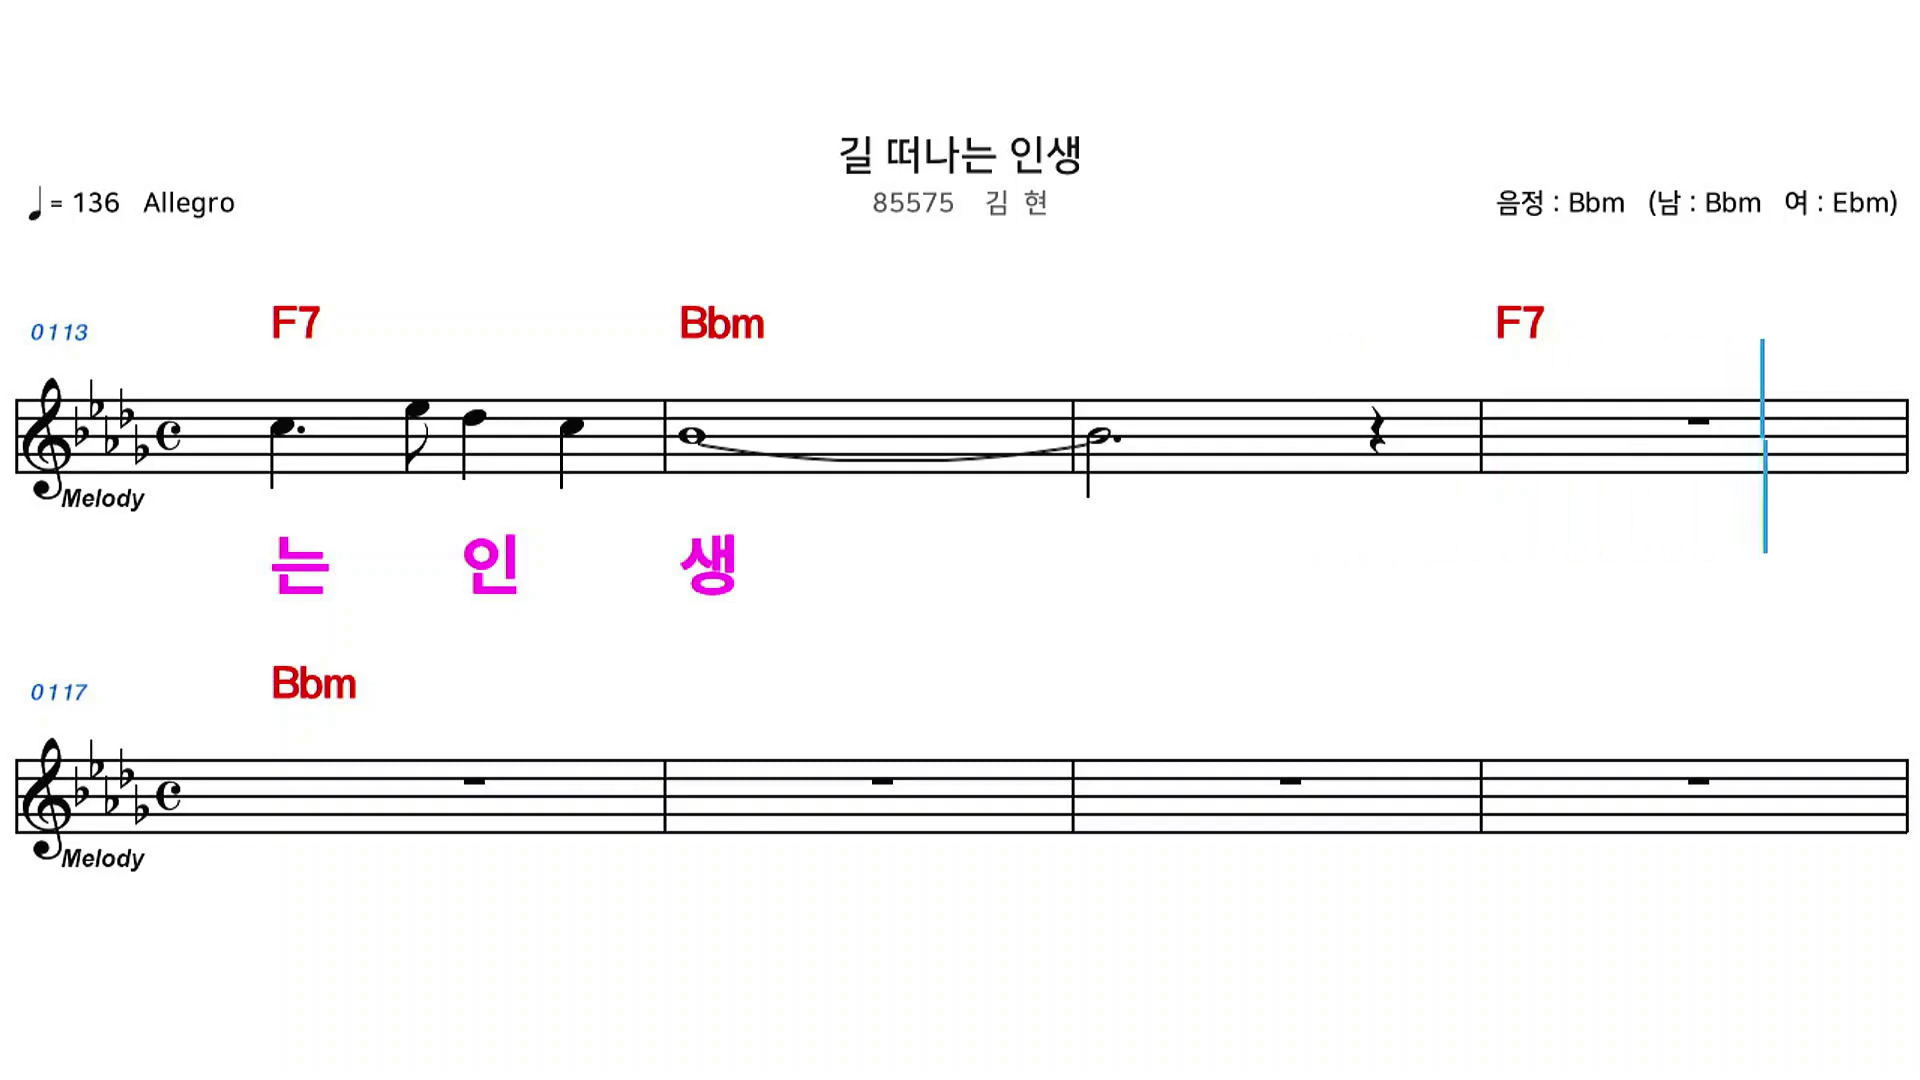 길 떠나는 인생
= 136 Allegro 85575 김 현 음정 : Bbm (남 : Bbm 여 : Ebm)
0113 F7 Bbm F7
Melody
는 인 생
0117 Bbm
Melody